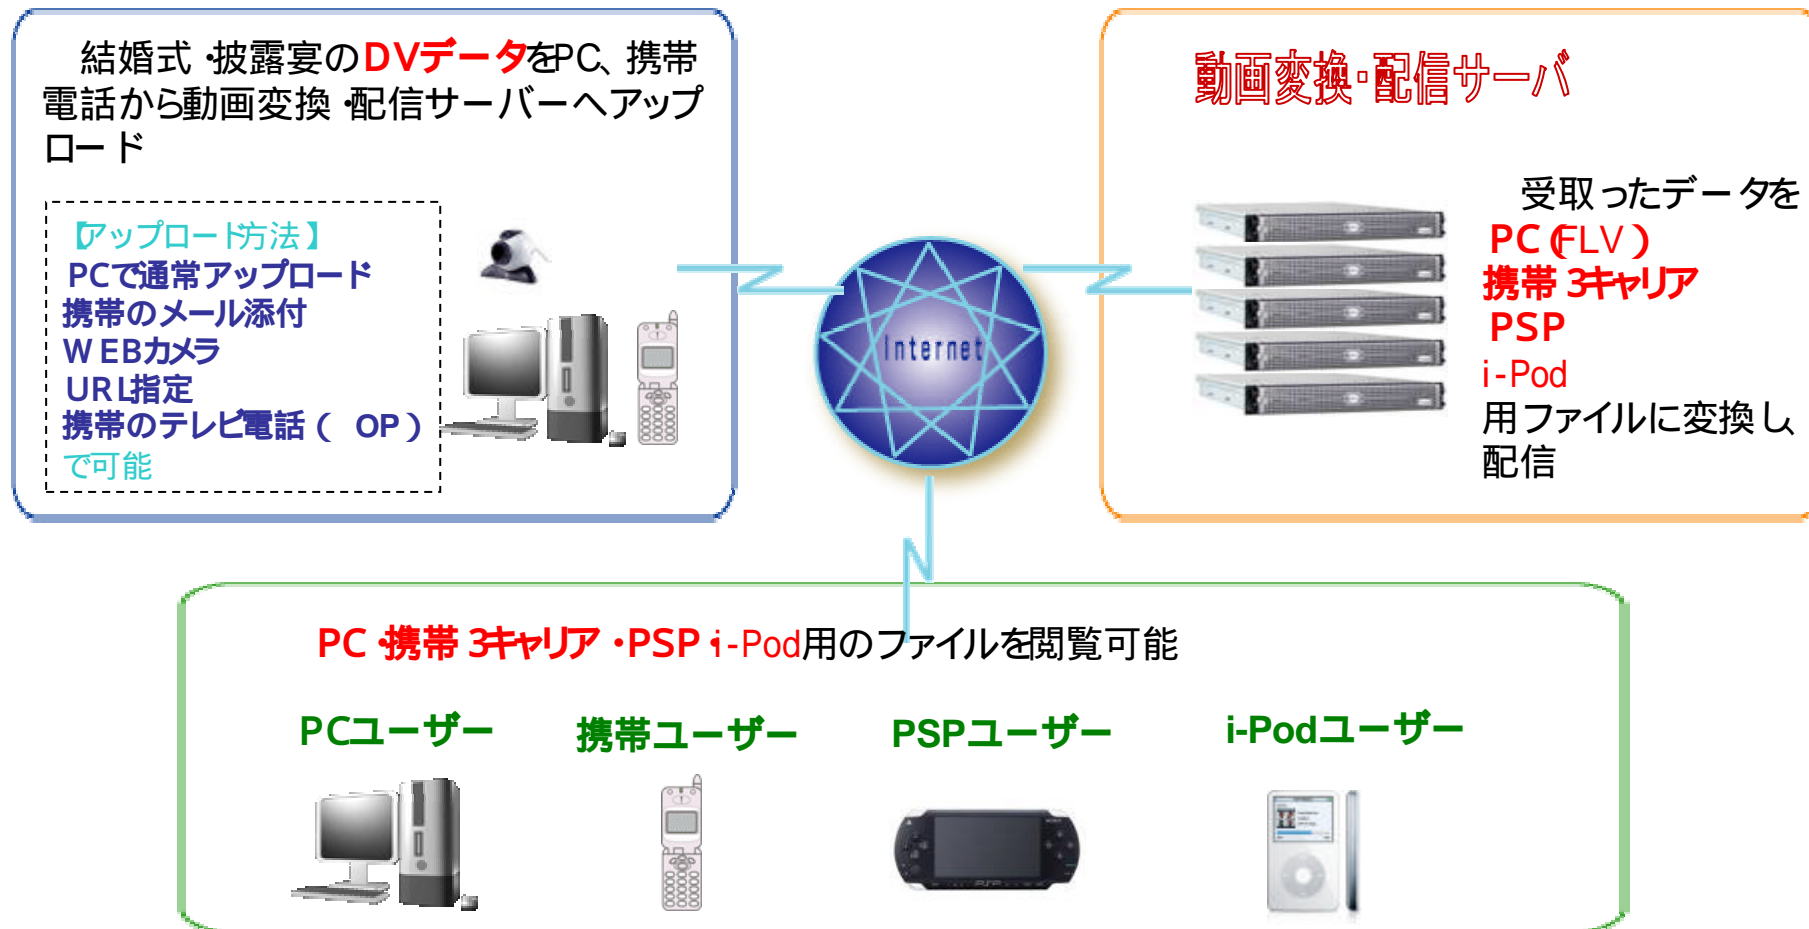 結婚式・披露宴のDVデータをPC、携帯
電話から動画変換・配信サーバーへアップ
ロード
【アップロード方法】
PCで通常アップロード
携帯のメール添付
WEBカメラ
URL指定
携帯のテレビ電話( OP)
で可能
Internet
動画変換・配信サーバ
受取ったデータを
PC(FLV)
携帯3キャリア
PSP
i-Pod
用ファイルに変換し、
配信
PC・携帯3キャリア・PSP・i-Pod用のファイルを閲覧可能
PCユーザー
携帯ユーザー
PSPユーザー
i-Podユーザー
PSP